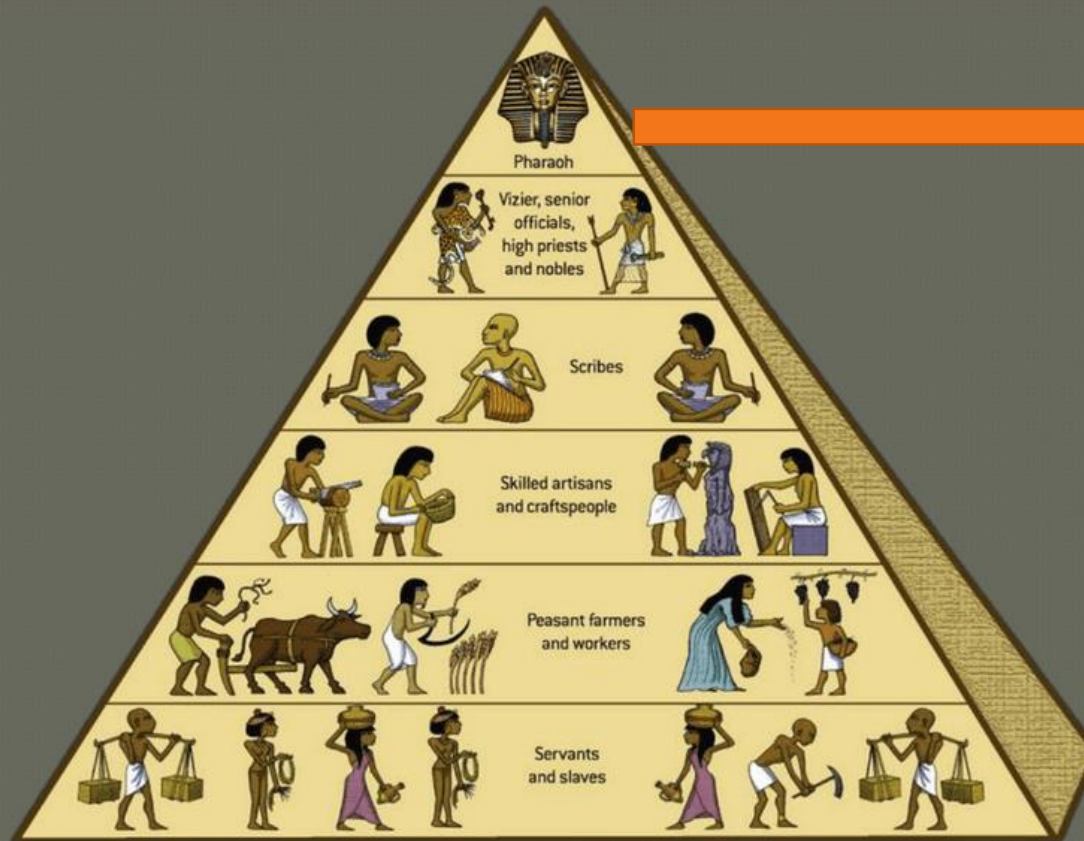 Pharaoh
Vizier, senior
officials,
high priests
and nobles
Scribes
Skilled artisans
and craftspeople
Peasant farmers
and workers
Servants
and slaves